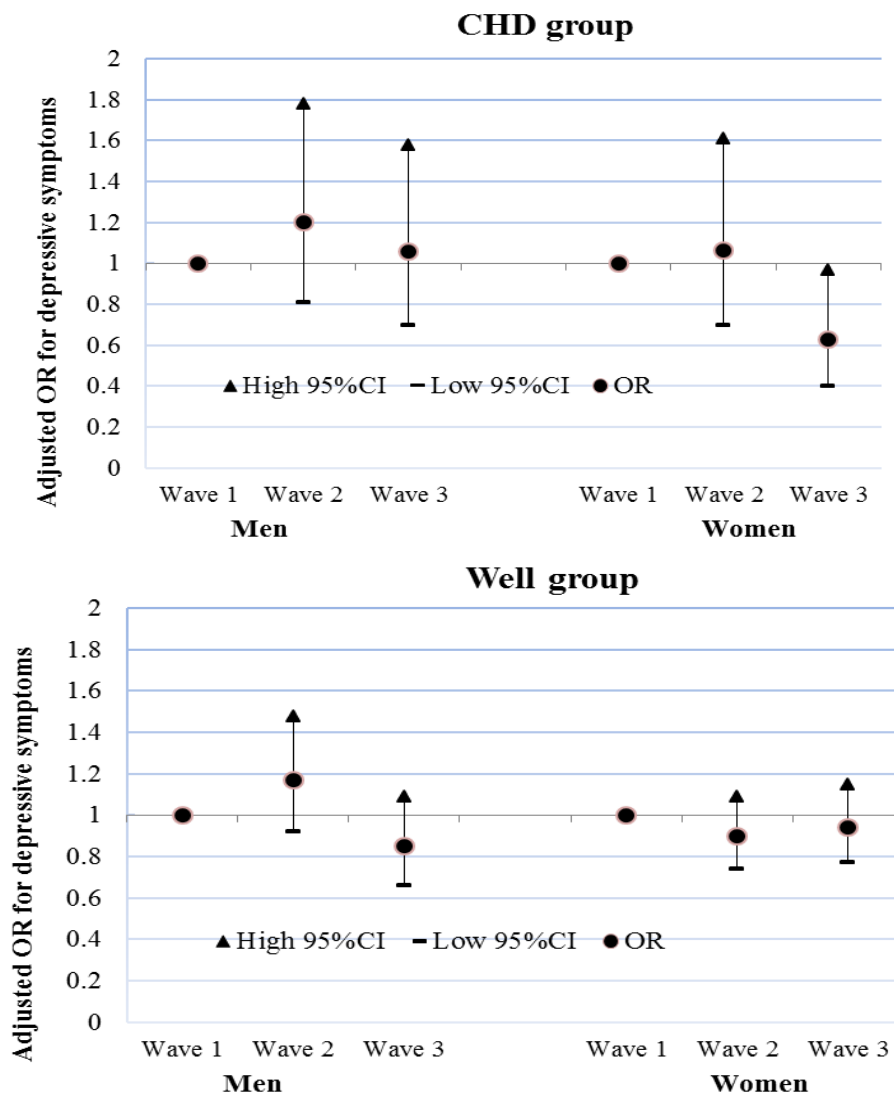 CHD group
Adjusted OR for depressive symptoms
2
1.8
1.6
1.4
1.2
1
0.8
0.6
0.4
0.2
0
High 95%CI Low 95%CI OR
Wave 1 Wave 2 Wave 3 Wave 1 Wave 2 Wave 3
Men Women
Well group
Adjusted OR for depressive symptoms
2
1.8
1.6
1.4
1.2
1
0.8
0.6
0.4
0.2
0
High 95%CI Low 95%CI OR
Wave 1 Wave 2 Wave 3 Wave 1 Wave 2 Wave 3
Men Women